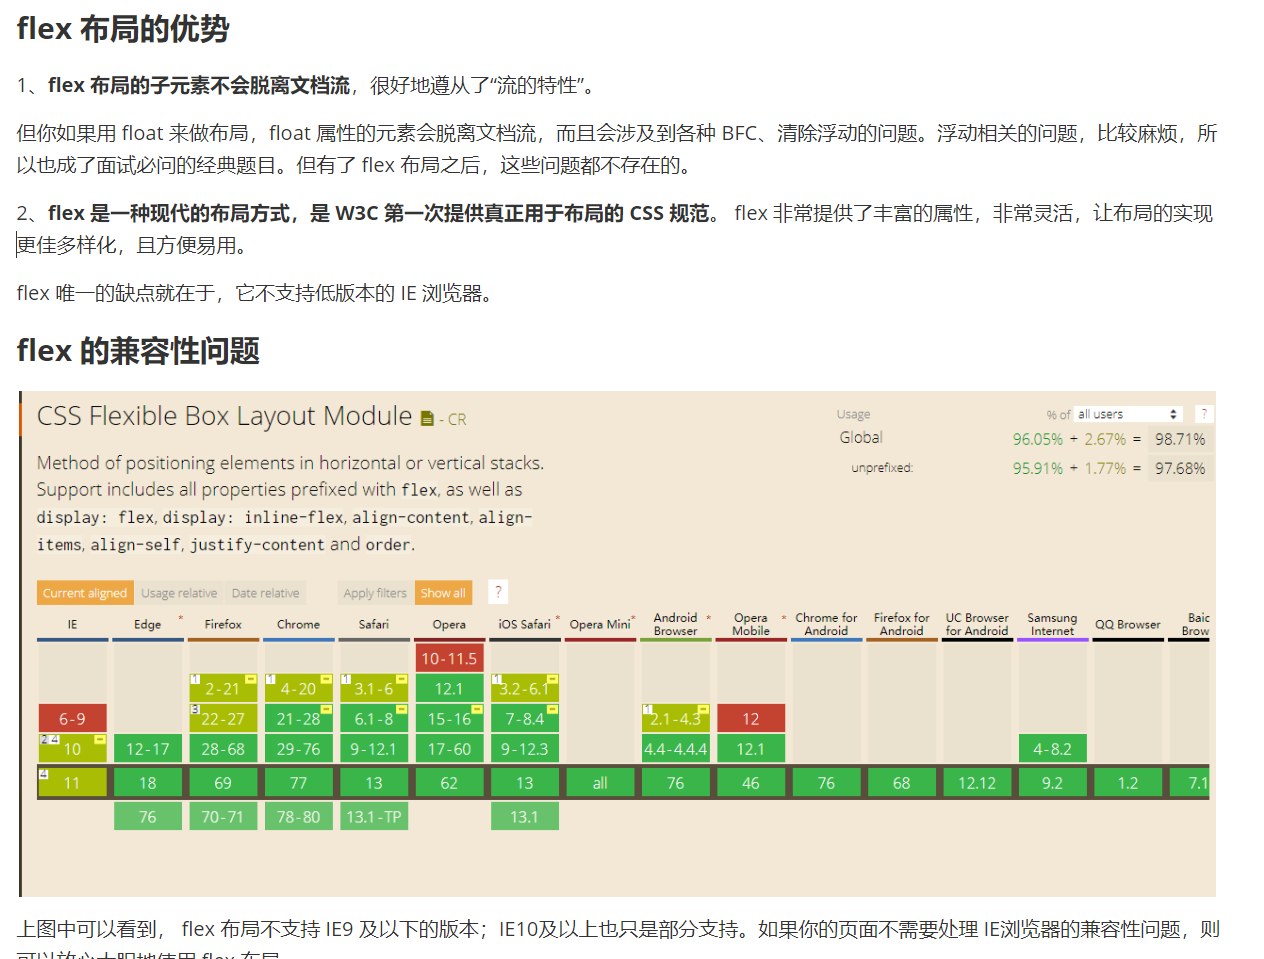 flex 布局的优势
1、flex 布局的子元素不会脱离文档流，很好地遵从了“流的特性”。
但你如果用 float 来做布局，float 属性的元素会脱离文档流，而且会涉及到各种 BFC、清除浮动的问题。浮动相关的问题，比较麻烦，所
以也成了面试必问的经典题目。但有了 flex 布局之后，这些问题都不存在的。
2、flex 是一种现代的布局方式，是 W3C 第一次提供真正用于布局的 CSS 规范。 flex 非常提供了丰富的属性，非常灵活，让布局的实现
更佳多样化，且方便易用。
flex 唯一的缺点就在于，它不支持低版本的 IE 浏览器。
flex 的兼容性问题
CSS Flexible Box Layout Module - CR
Usage % of all users ?
Global 96.05% + 2.67% = 98.71%
unprefixed: 95.91% + 1.77% = 97.68%
Method of positioning elements in horizontal or vertical stacks.
Support includes all properties prefixed with flex, as well as
display: flex, display: inline-flex, align-content, align-
items, align-self, justify-content and order.
Current aligned Usage relative Date relative Apply filters Show all ?
IE Edge * Firefox Chrome Safari Opera iOS Safari * Opera Mini * Android Browser * Opera Mobile * Chrome for Android Firefox for Android UC Browser for Android Samsung Internet QQ Browser Baic Brow
10-11.5
1 2-21 1 4-20 1 3.1-6 12.1 1 3.2-6.1
6-9 3 22-27 21-28 6.1-8 15-16 7-8.4 1 2.1-4.3 12
2 4 10 12-17 28-68 29-76 9-12.1 17-60 9-12.3 4.4-4.4.4 12.1 4-8.2
4 11 18 69 77 13 62 13 all 76 46 76 68 12.12 9.2 1.2 7.1
76 70-71 78-80 13.1-TP 13.1
上图中可以看到， flex 布局不支持 IE9 及以下的版本；IE10及以上也只是部分支持。如果你的页面不需要处理 IE浏览器的兼容性问题，则
可以放心大胆地使用 flex 布局